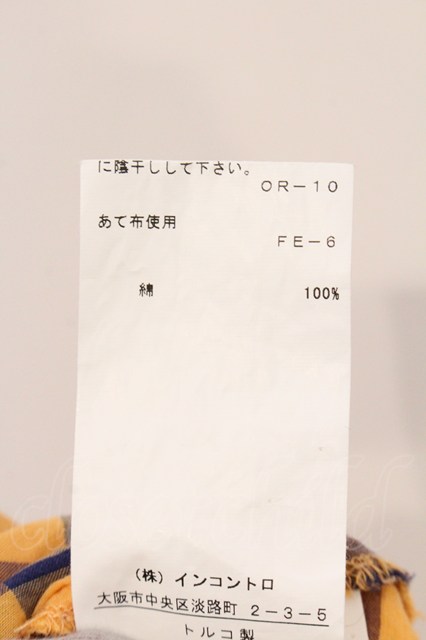 に陰干しして下さい。
OR－10
あて布使用
FE－6
綿 100%
(株) インコントロ
大阪市中央区淡路町 2－3－5
トルコ製